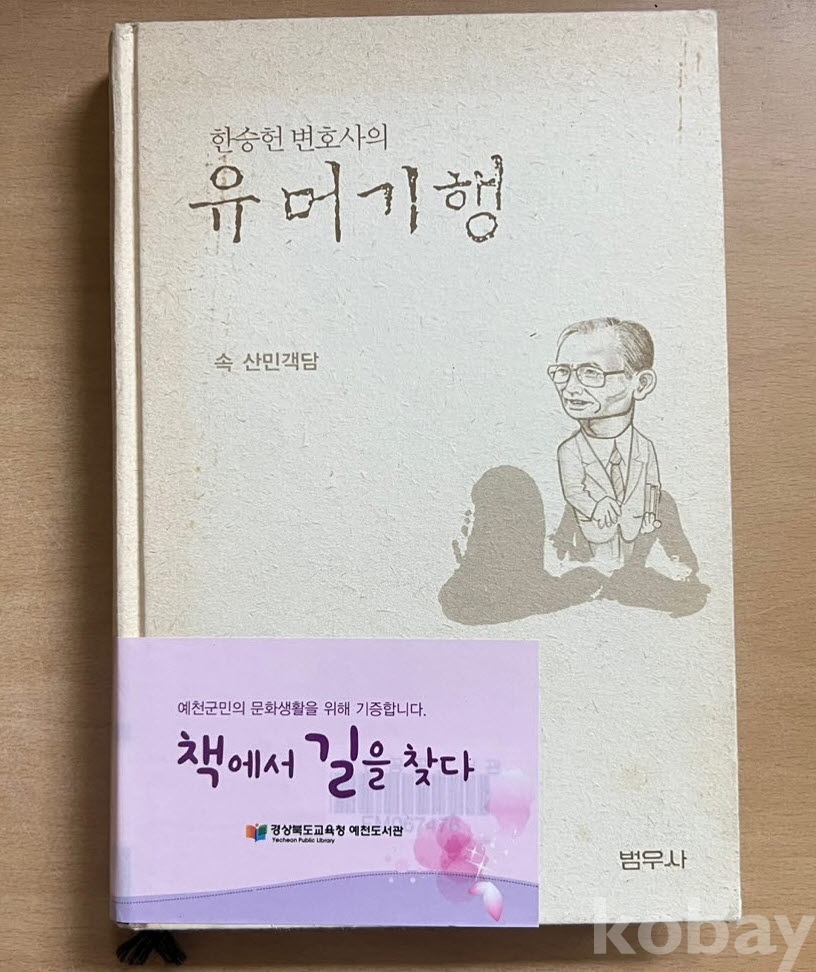 한승헌 변호사의
유머기행
속 산민객담
예천군민의 문화생활을 위해 기증합니다.
책에서 길을 찾다
경상북도교육청 예천도서관
Yecheon Public Library
범우사
kobay